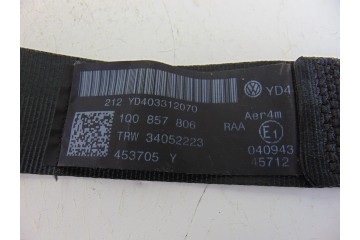 YD4
212 YD403312070
1Q0 857 806
Aer4m
RAA
E1
TRW 34052223
040943
453705 Y
45712